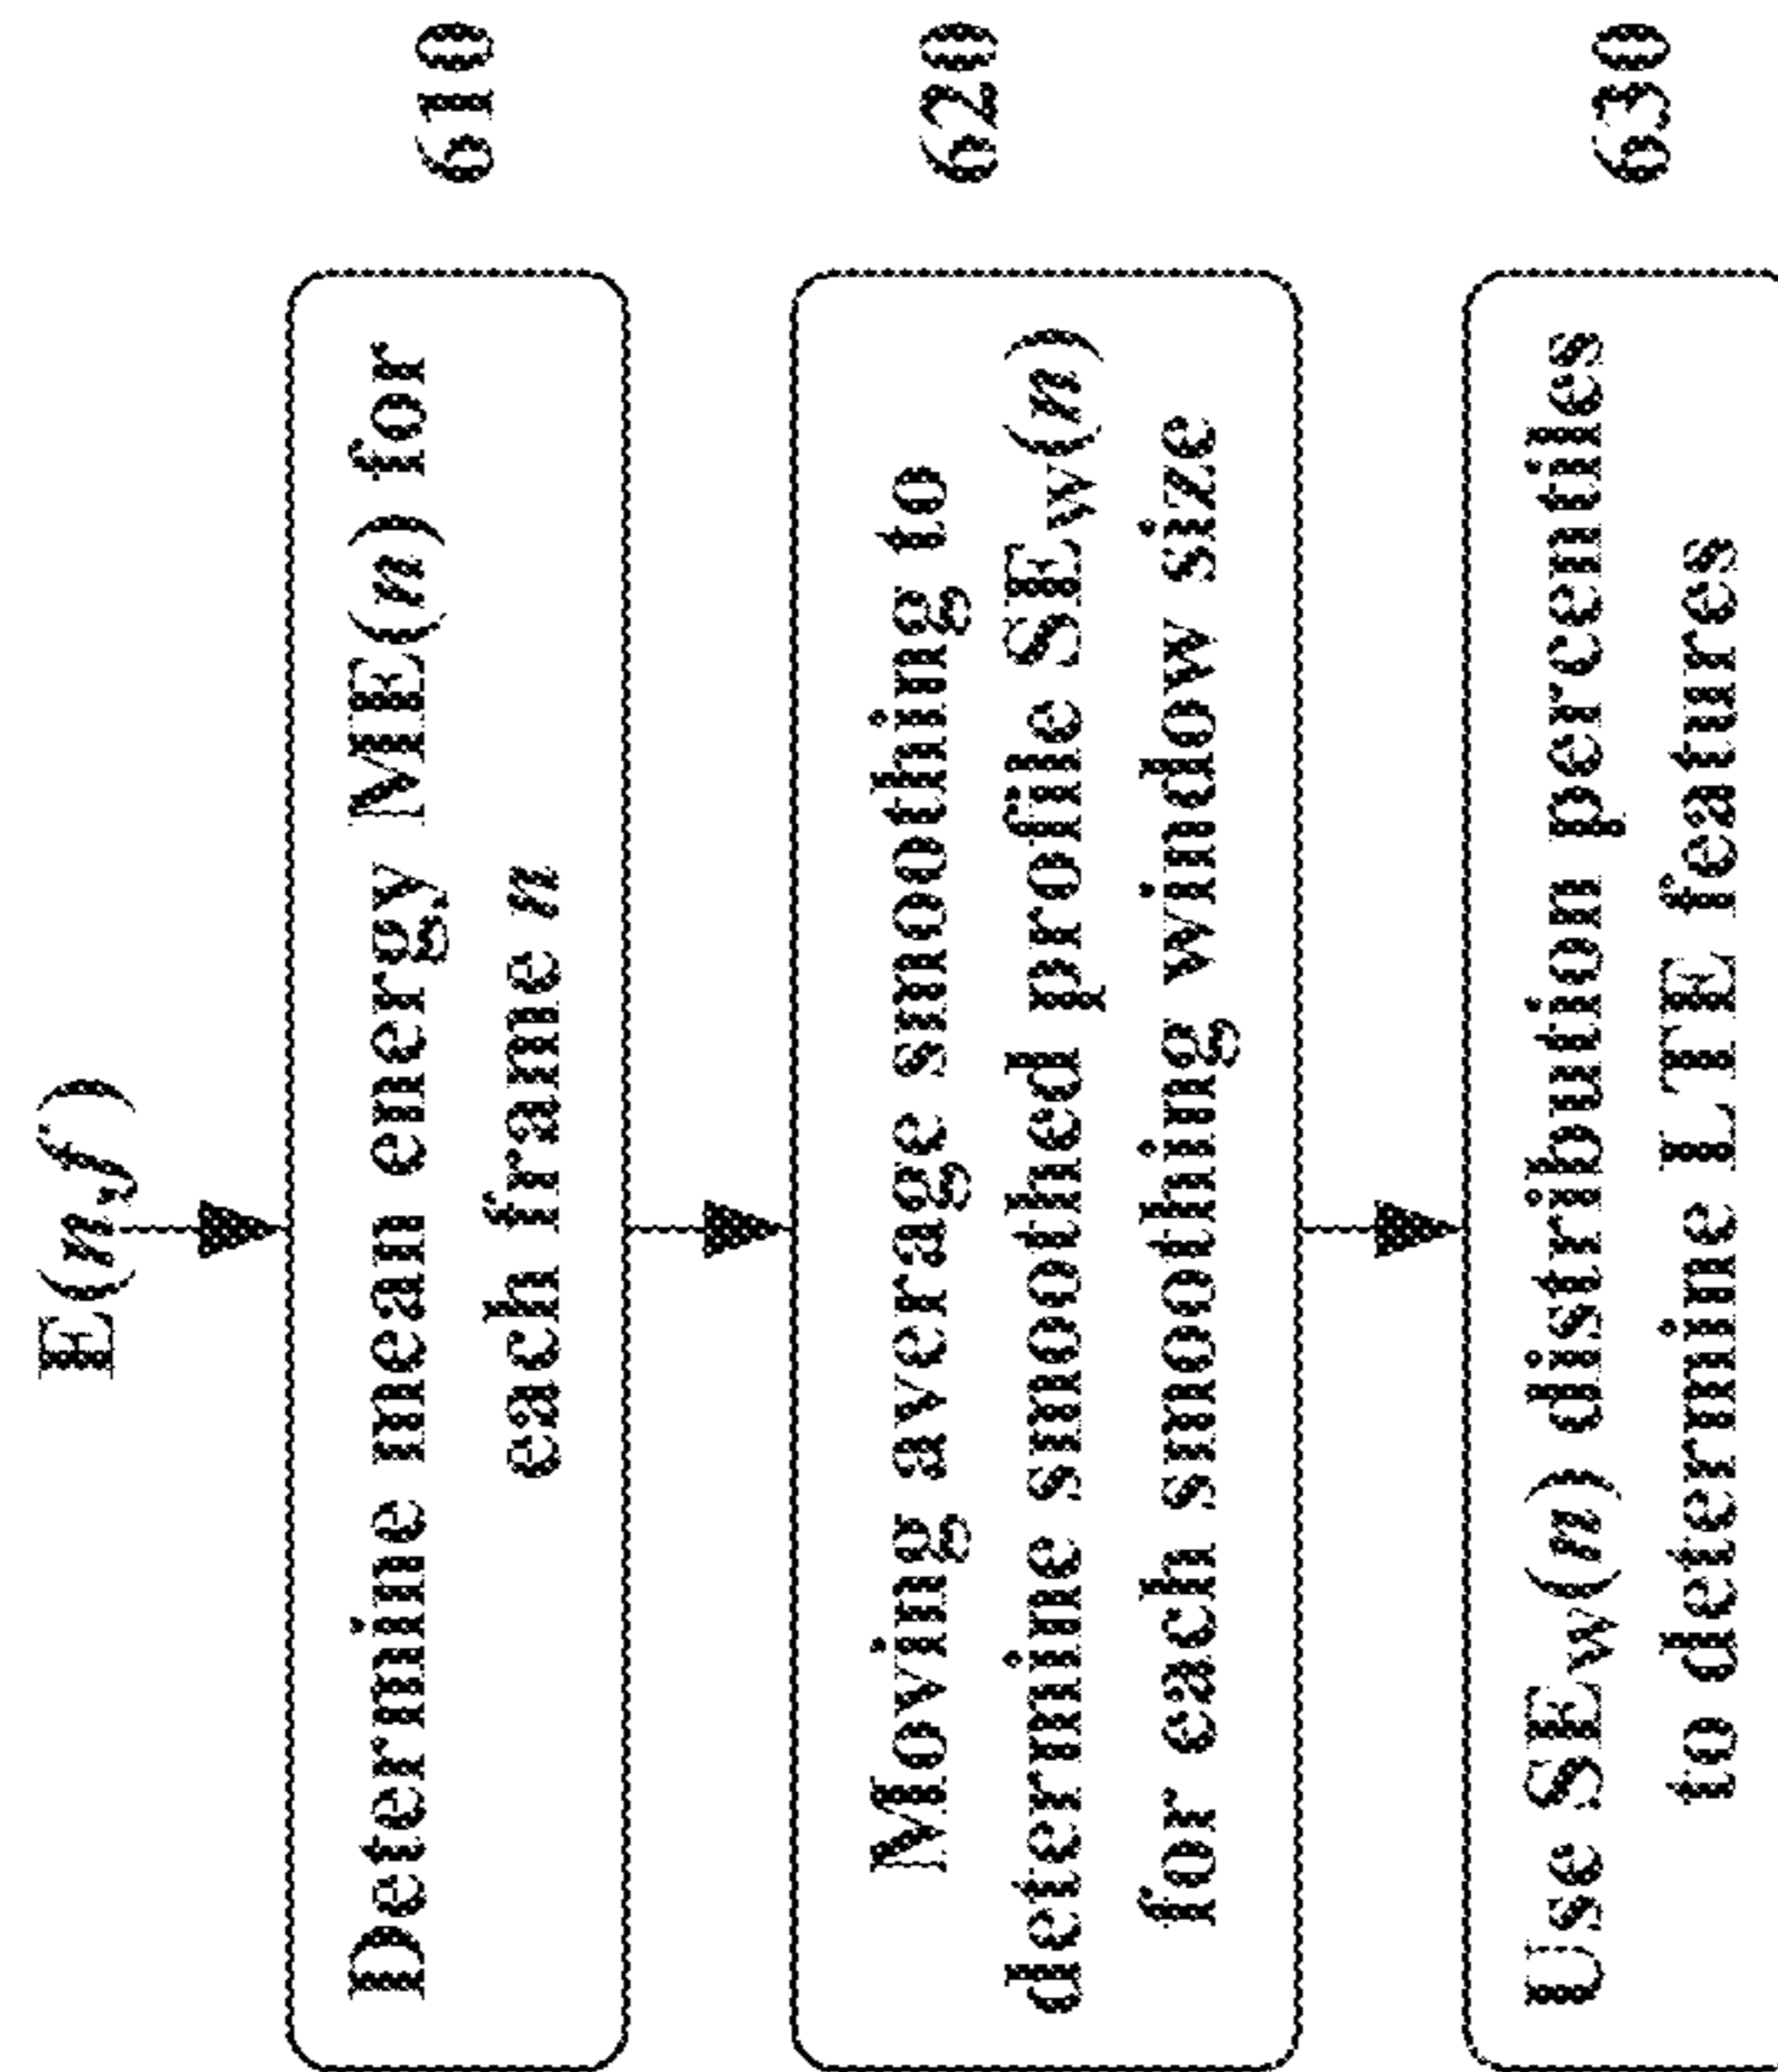 E(n,f)
Determine mean energy ME(n) for
each frame n
610
Moving average smoothing to
determine smoothed profile SEw(n)
for each smoothing window size
620
Use SEw(n) distribution percentiles
to determine LTE features
630